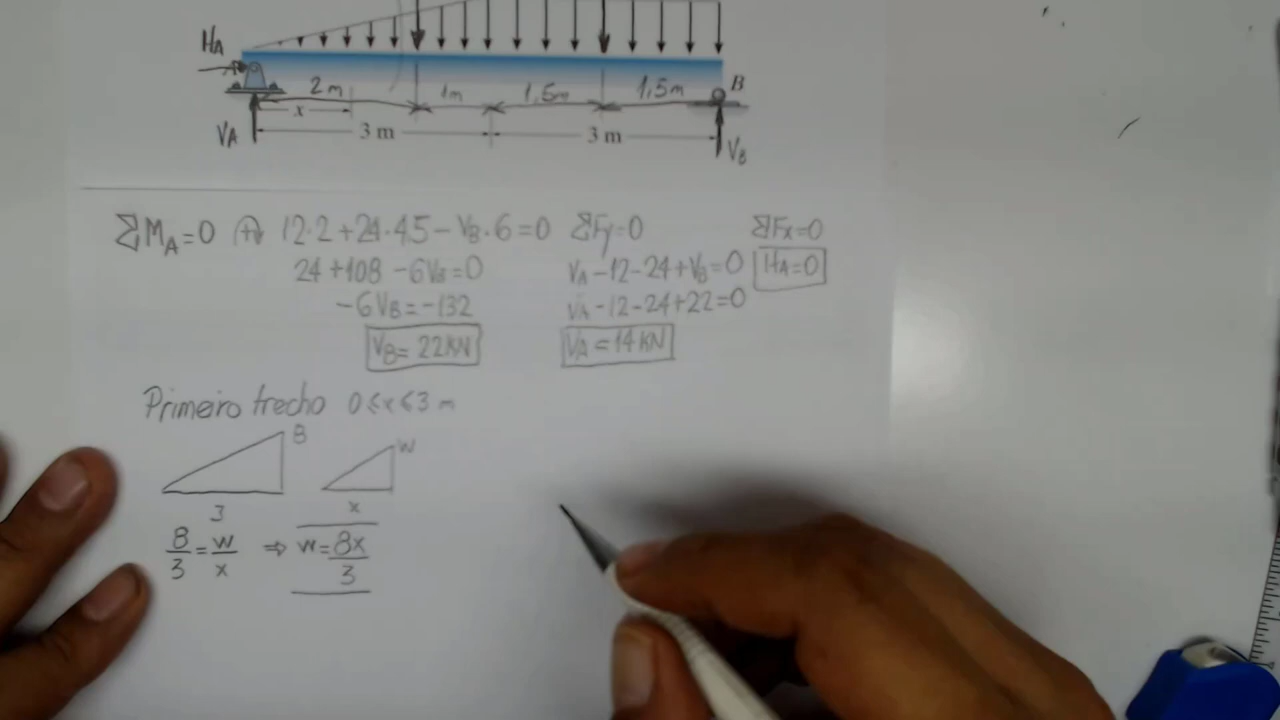 HA
2m 1m 1,5m 1,5m B
x
VA 3 m 3 m VB
ΣMA=0 (+) 12·2+24·4,5−VB·6=0 ΣFy=0 ΣFx=0
24+108−6VB=0 VA−12−24+VB=0 HA=0
−6VB=−132 VA−12−24+22=0
VB=22KN VA=14KN
Primeiro trecho 0≤x≤3 m
8 w
3 x
8/3=w/x ⇒ w=8x/3